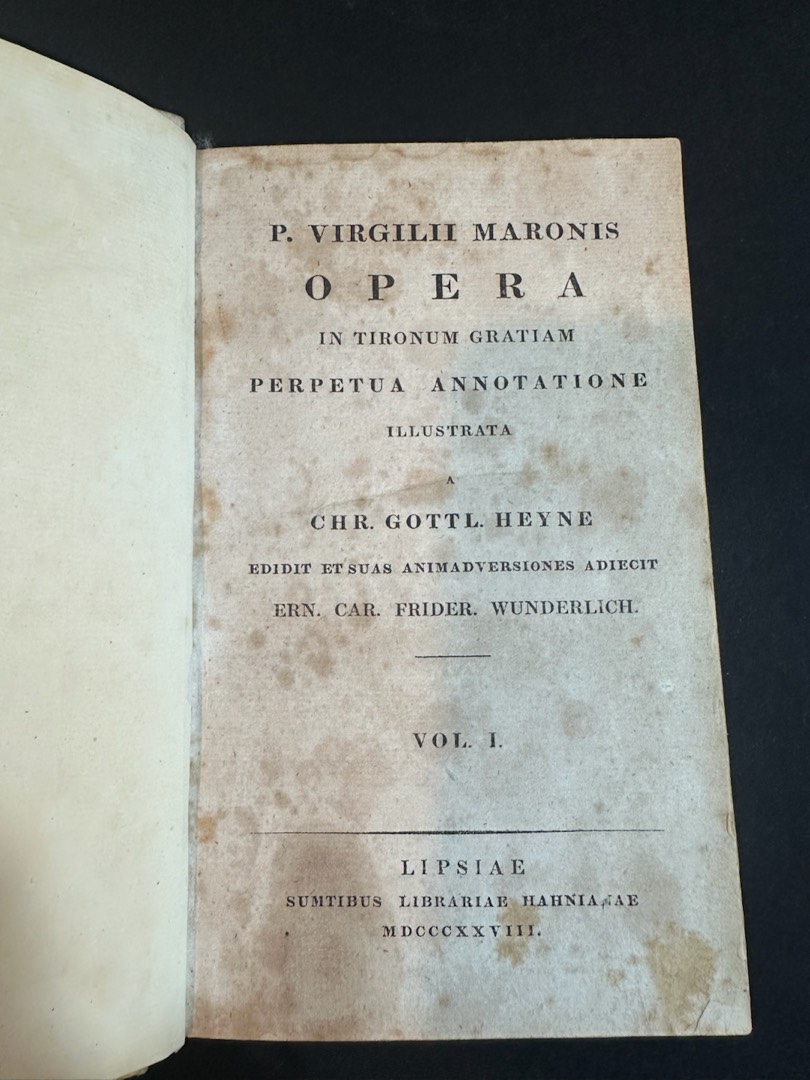 P. VIRGILII MARONIS
OPERA
IN TIRONUM GRATIAM
PERPETUA ANNOTATIONE
ILLUSTRATA
A
CHR. GOTTL. HEYNE
EDIDIT ET SUAS ANIMADVERSIONES ADIECIT
ERN. CAR. FRIDER. WUNDERLICH.
VOL. I.
LIPSIAE
SUMTIBUS LIBRARIAE HAHNIANAE
MDCCCXXVIII.